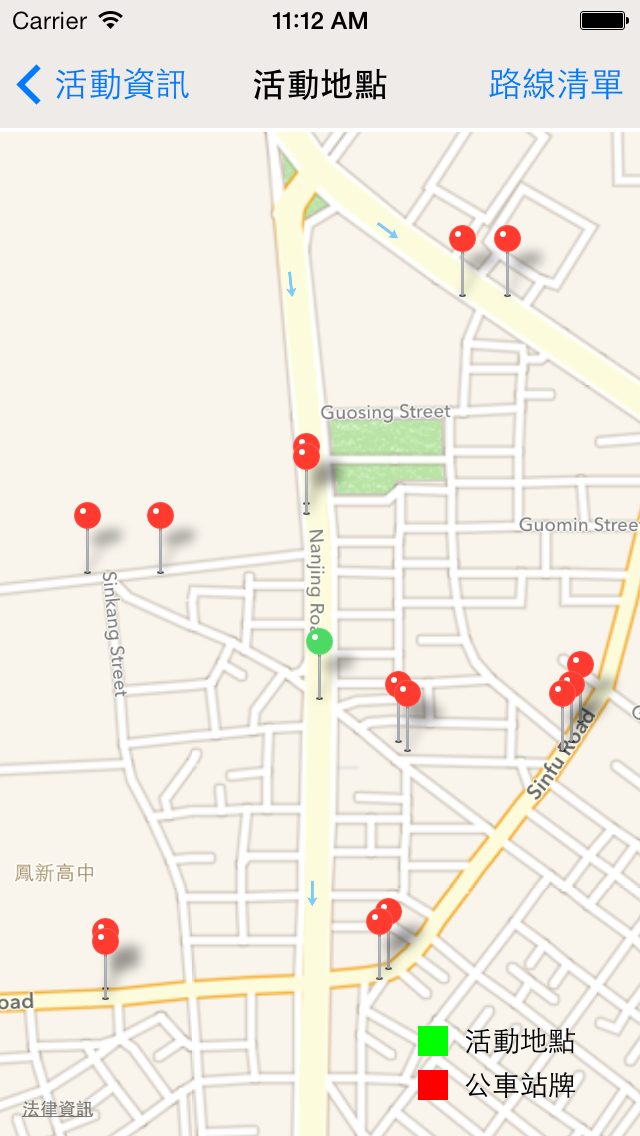 Carrier 11:12 AM
活動資訊 活動地點 路線清單
Guosing Street
Guomin Stree
Nanjing Roa
Sinkang Street
Sinfu Road
鳳新高中
oad
活動地點
公車站牌
法律資訊